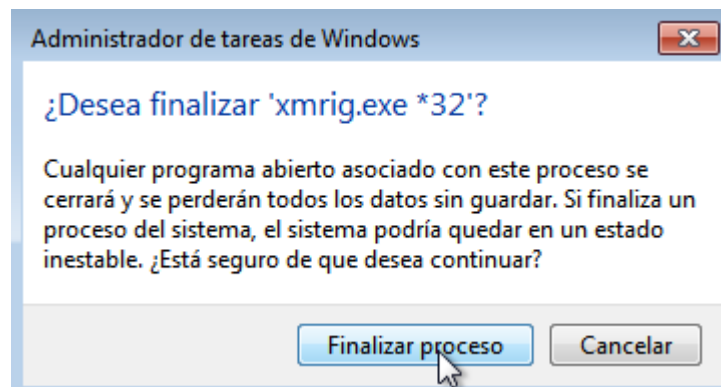 Administrador de tareas de Windows
¿Desea finalizar 'xmrig.exe *32'?
Cualquier programa abierto asociado con este proceso se
cerrará y se perderán todos los datos sin guardar. Si finaliza un
proceso del sistema, el sistema podría quedar en un estado
inestable. ¿Está seguro de que desea continuar?
Finalizar proceso
Cancelar